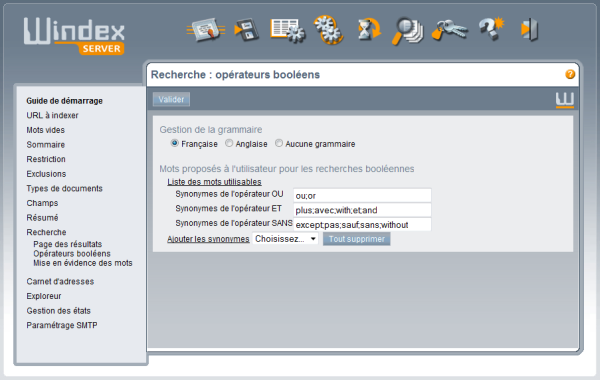 Windex
SERVER
Recherche : opérateurs booléens
?
Valider
Guide de démarrage
URL à indexer
Mots vides
Sommaire
Restriction
Exclusions
Types de documents
Champs
Résumé
Recherche
Page des résultats
Opérateurs booléens
Mise en évidence des mots
Carnet d'adresses
Exploreur
Gestion des états
Paramétrage SMTP
Gestion de la grammaire
Française Anglaise Aucune grammaire
Mots proposés à l'utilisateur pour les recherches booléennes
Liste des mots utilisables
Synonymes de l'opérateur OU ou;or
Synonymes de l'opérateur ET plus;avec;with;et;and
Synonymes de l'opérateur SANS except;pas;sauf;sans;without
Ajouter les synonymes Choisissez... Tout supprimer